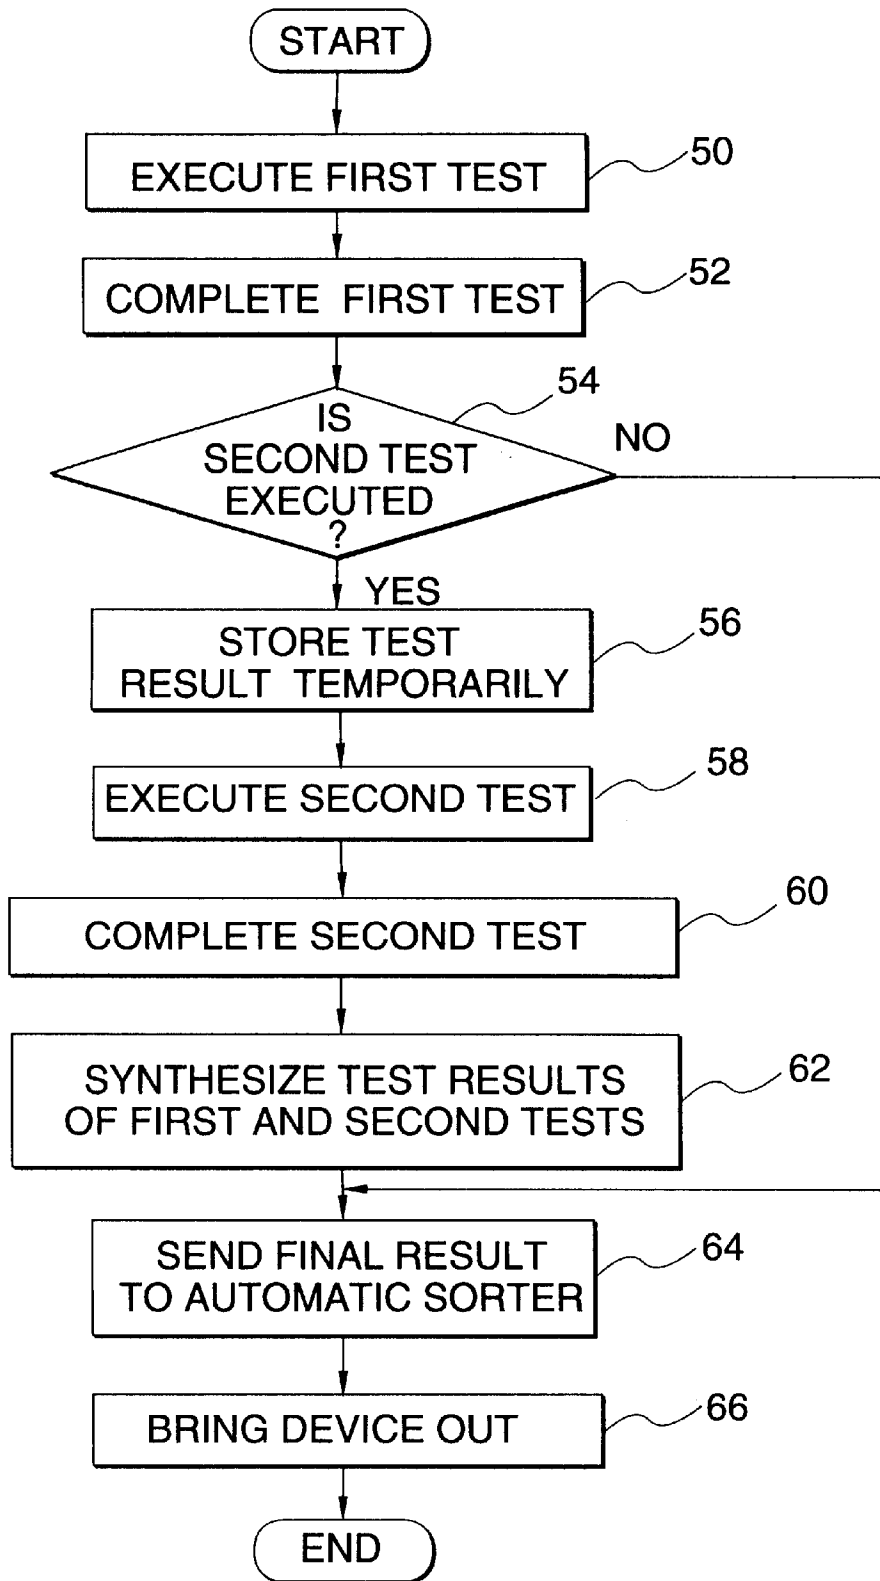 START
EXECUTE FIRST TEST
50
COMPLETE FIRST TEST
52
54
IS
SECOND TEST
EXECUTED
?
NO
YES
STORE TEST
RESULT TEMPORARILY
56
EXECUTE SECOND TEST
58
COMPLETE SECOND TEST
60
SYNTHESIZE TEST RESULTS
OF FIRST AND SECOND TESTS
62
SEND FINAL RESULT
TO AUTOMATIC SORTER
64
BRING DEVICE OUT
66
END